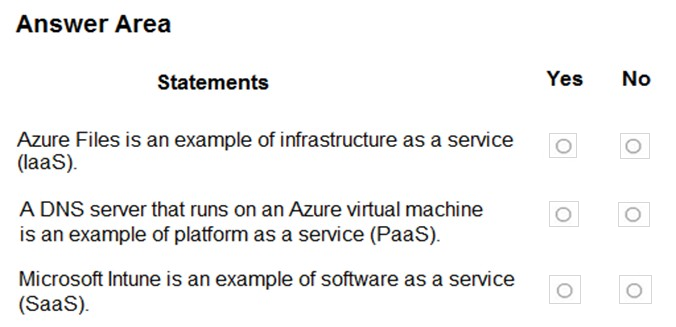 Answer Area
Statements Yes No
Azure Files is an example of infrastructure as a service
(IaaS).
A DNS server that runs on an Azure virtual machine
is an example of platform as a service (PaaS).
Microsoft Intune is an example of software as a service
(SaaS).